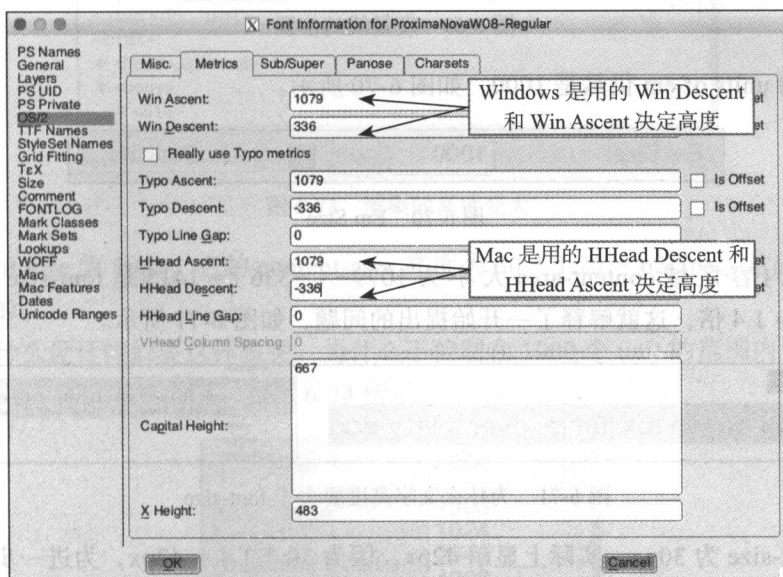 Font Information for ProximaNovaW08-Regular
PS Names
General
Layers
PS UID
PS Private
OS/2
TTF Names
StyleSet Names
Grid Fitting
TεX
Size
Comment
FONTLOG
Mark Classes
Mark Sets
Lookups
WOFF
Mac
Mac Features
Dates
Unicode Ranges
Misc. Metrics Sub/Super Panose Charsets
Win Ascent: 1079
Win Descent: 336
Windows 是用的 Win Descent
和 Win Ascent 决定高度
Really use Typo metrics
Typo Ascent: 1079 Is Offset
Typo Descent: -336 Is Offset
Typo Line Gap: 0
HHead Ascent: 1079
HHead Descent: -336
Mac 是用的 HHead Descent 和
HHead Ascent 决定高度
HHead Line Gap: 0
VHead Column Spacing: 0
Capital Height: 667
X Height: 483
OK Cancel